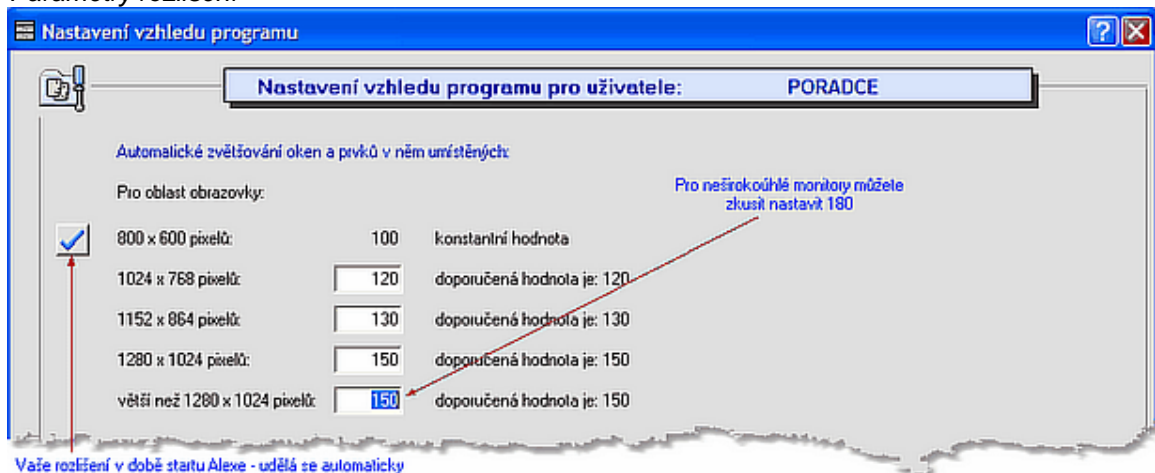 Parametry rozlišení
Nastavení vzhledu programu
Nastavení vzhledu programu pro uživatele: PORADCE
Automalické zvětšování oken a prvků v něm umístěných:
Pro oblast obrazovky:
Pro neširokoúhlé monitory můžete
zkusit nastavit 180
800 x 600 pixelů: 100 konstantní hodnota
1024 x 768 pixelů: 120 doporučená hodnota je: 120
1152 x 864 pixelů: 130 doporučená hodnota je: 130
1280 x 1024 pixelů: 150 doporučená hodnota je: 150
větší než 1280 x 1024 pixelů: 150 doporučená hodnota je: 150
Vaše rozlišení v době startu Alexe - udělá se automaticky